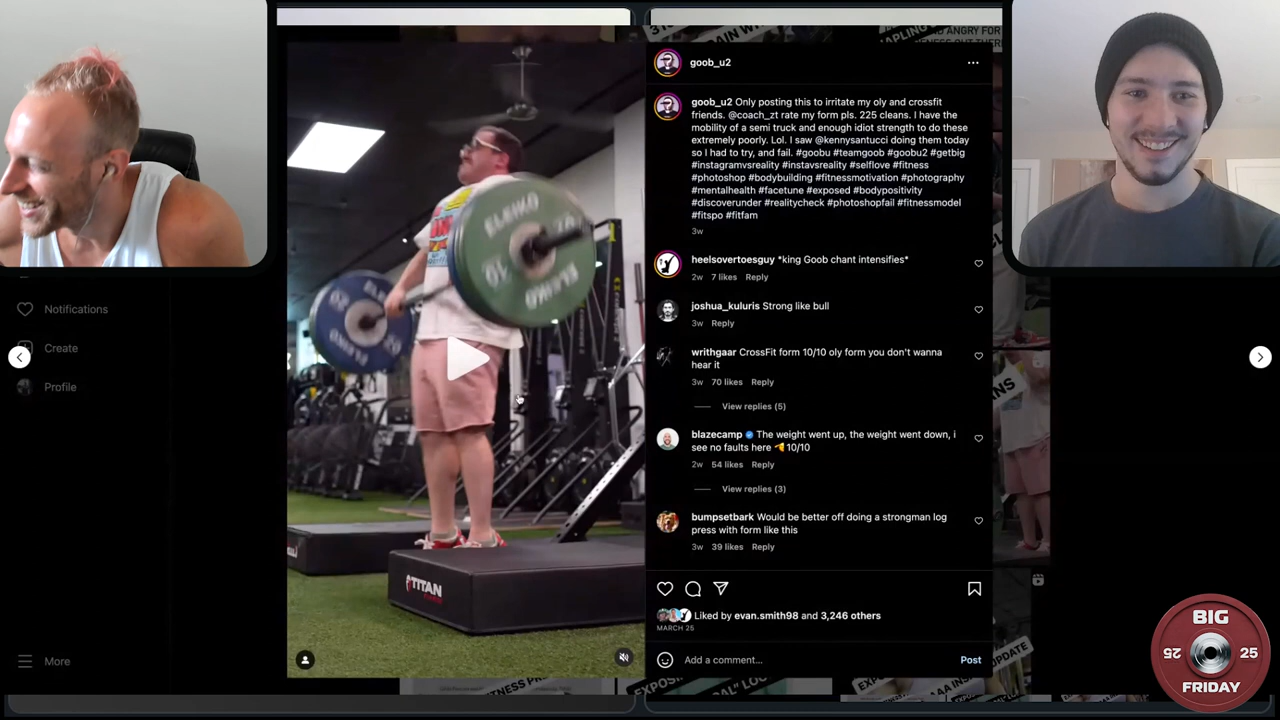 goob_u2
goob_u2 Only posting this to irritate my oly and crossfit
friends. @coach_zt rate my form pls. 225 cleans. I have the
mobility of a semi truck and enough idiot strength to do these
extremely poorly. Lol. I saw @kennysantucci doing them today
so I had to try, and fail. #goobu #teamgoob #goobu2 #getbig
#instagramvsreality #instavsreality #selflove #fitness
#photoshop #bodybuilding #fitnessmotivation #photography
#mentalhealth #facetune #exposed #bodypositivity
#discoverunder #realitycheck #photoshopfail #fitnessmodel
#fitspo #fitfam
3w
heelsovertoesguy *king Goob chant intensifies*
2w 7 likes Reply
joshua_kuluris Strong like bull
3w Reply
writhgaar CrossFit form 10/10 oly form you don't wanna
hear it
3w 70 likes Reply
View replies (5)
blazecamp The weight went up, the weight went down, i
see no faults here 10/10
2w 54 likes Reply
View replies (3)
bumpsetbark Would be better off doing a strongman log
press with form like this
3w 39 likes Reply
Liked by evan.smith98 and 3,246 others
MARCH 25
Add a comment... Post
Notifications
Create
Profile
More
ELEIKO
ELEIKO
10
TITAN
BIG
25 25
FRIDAY
UPDATE